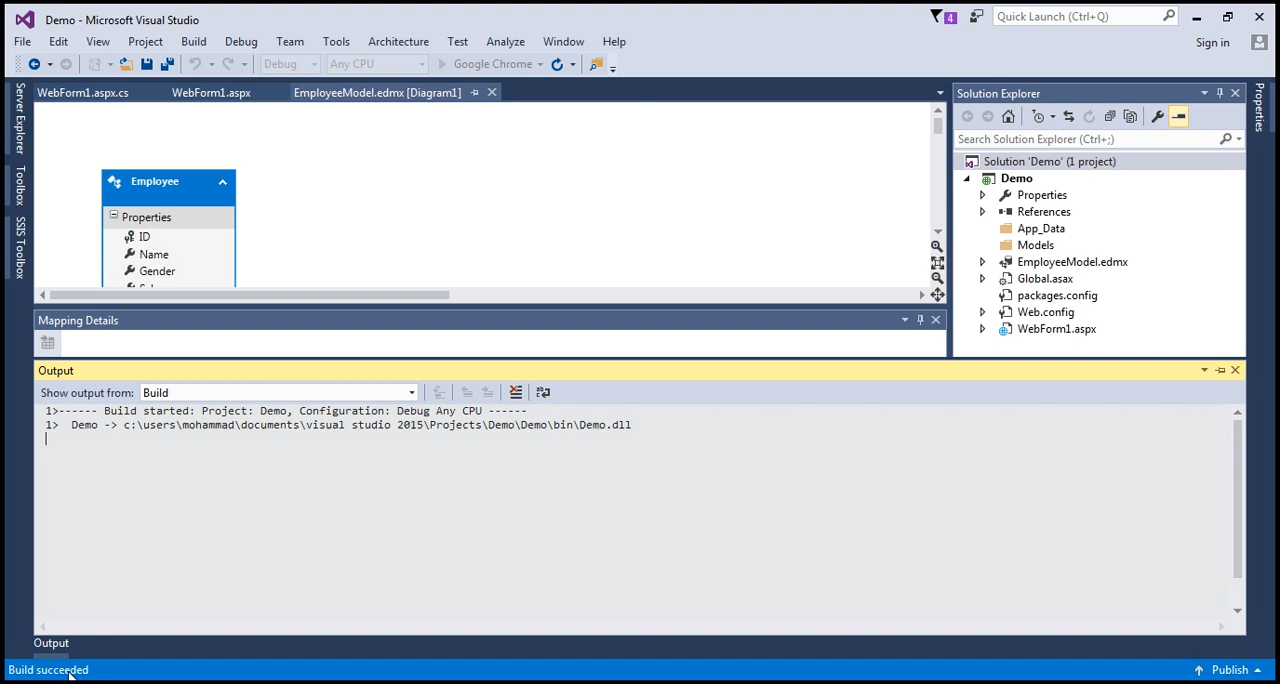 Demo - Microsoft Visual Studio
4
Quick Launch (Ctrl+Q)
File Edit View Project Build Debug Team Tools Architecture Test Analyze Window Help
Sign in
Debug Any CPU Google Chrome
Server Explorer
Toolbox
SSIS Toolbox
WebForm1.aspx.cs WebForm1.aspx EmployeeModel.edmx [Diagram1]
Employee
Properties
ID
Name
Gender
Mapping Details
Output
Show output from: Build
1>------ Build started: Project: Demo, Configuration: Debug Any CPU ------
1> Demo -> c:\users\mohammad\documents\visual studio 2015\Projects\Demo\Demo\bin\Demo.dll
Output
Build succeeded
Publish
Solution Explorer
Search Solution Explorer (Ctrl+;)
Solution 'Demo' (1 project)
Demo
Properties
References
App_Data
Models
EmployeeModel.edmx
Global.asax
packages.config
Web.config
WebForm1.aspx
Properties